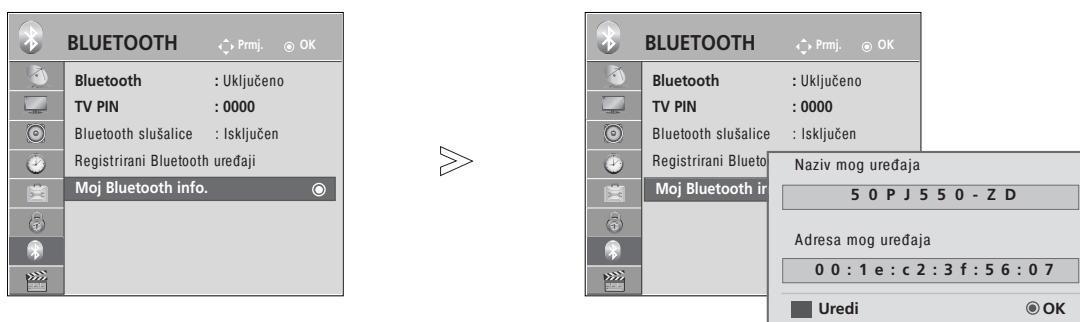 BLUETOOTH Prmj. OK
Bluetooth : Uključeno
TV PIN : 0000
Bluetooth slušalice : Isključen
Registrirani Bluetooth uređaji
Moj Bluetooth info.
BLUETOOTH Prmj. OK
Bluetooth : Uključeno
TV PIN : 0000
Bluetooth slušalice : Isključen
Registrirani Blueto
Moj Bluetooth ir
Naziv mog uređaja
50PJ550-ZD
Adresa mog uređaja
00:1e:c2:3f:56:07
Uredi OK